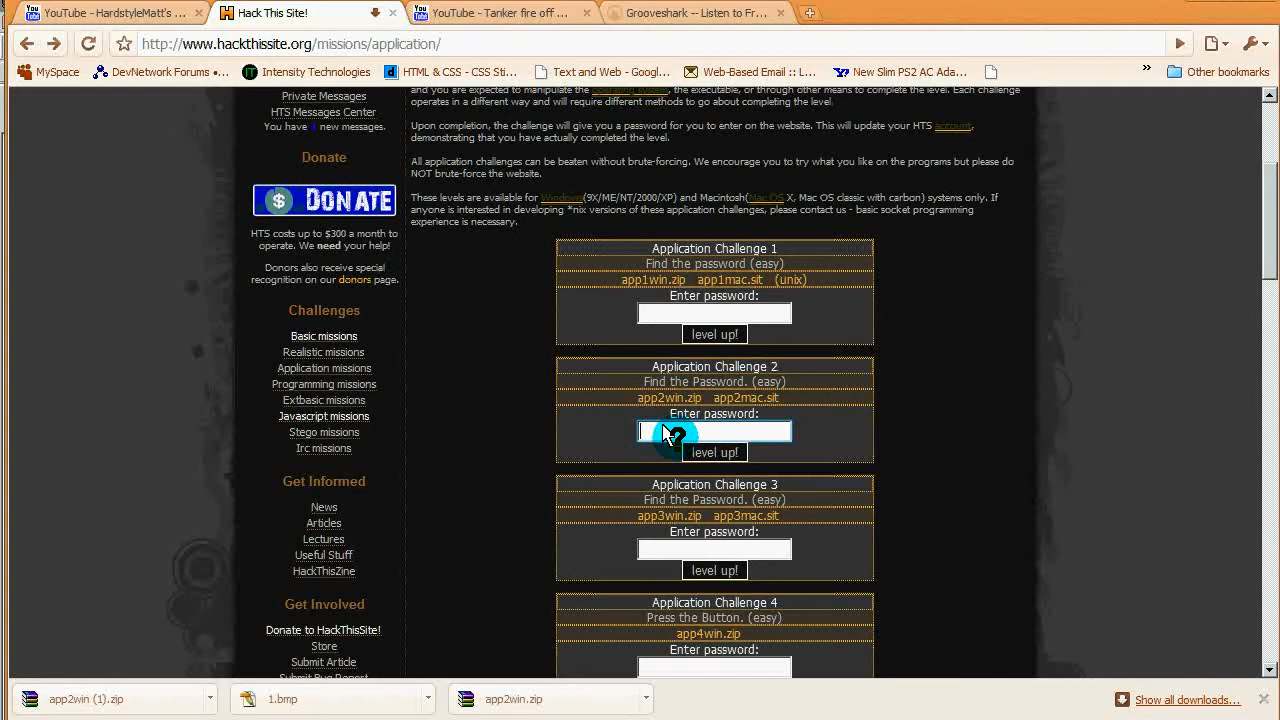 YouTube - HardstyleMatt's ...
Hack This Site!
YouTube - Tanker fire off ...
Grooveshark -- Listen to Fr...
http://www.hackthissite.org/missions/application/
MySpace
DevNetwork Forums •...
Intensity Technologies
HTML & CSS - CSS Sti...
Text and Web - Googl...
Web-Based Email :: L...
New Slim PS2 AC Ada...
»
Other bookmarks
Private Messages
HTS Messages Center
You have new messages.
Donate
$ DONATE
HTS costs up to $300 a month to
operate. We need your help!
Donors also receive special
recognition on our donors page.
Challenges
Basic missions
Realistic missions
Application missions
Programming missions
Extbasic missions
Javascript missions
Stego missions
Irc missions
Get Informed
News
Articles
Lectures
Useful Stuff
HackThisZine
Get Involved
Donate to HackThisSite!
Store
Submit Article
Submit Bug Report
and you are expected to manipulate the operating system, the executable, or through other means to complete the level. Each challenge
operates in a different way and will require different methods to go about completing the level.
Upon completion, the challenge will give you a password for you to enter on the website. This will update your HTS account,
demonstrating that you have actually completed the level.
All application challenges can be beaten without brute-forcing. We encourage you to try what you like on the programs but please do
NOT brute-force the website.
These levels are available for Windows(9X/ME/NT/2000/XP) and Macintosh(Mac OS X, Mac OS classic with carbon) systems only. If
anyone is interested in developing *nix versions of these application challenges, please contact us - basic socket programming
experience is necessary.
Application Challenge 1
Find the password (easy)
app1win.zip app1mac.sit (unix)
Enter password:
level up!
Application Challenge 2
Find the Password. (easy)
app2win.zip app2mac.sit
Enter password:
?
level up!
Application Challenge 3
Find the Password. (easy)
app3win.zip app3mac.sit
Enter password:
level up!
Application Challenge 4
Press the Button. (easy)
app4win.zip
Enter password:
app2win (1).zip
1.bmp
app2win.zip
Show all downloads...